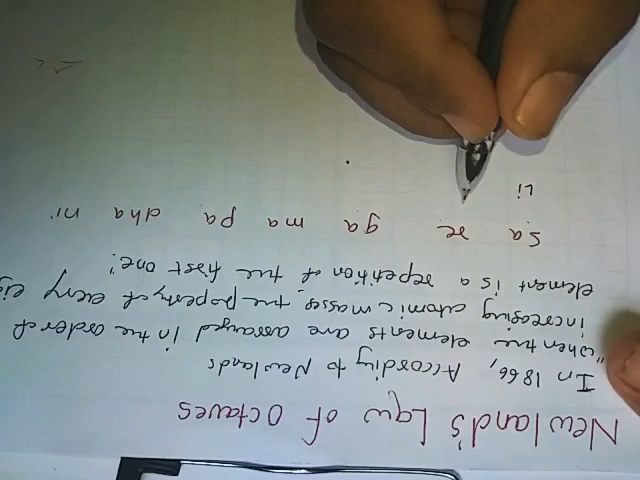 Newland's Law of Octaves
In 1866, According to Newlands
"when the elements are arranged in the order of
increasing atomic masses the property of every
element is a repetition of the first one".
sa re ga ma pa dha ni
Li